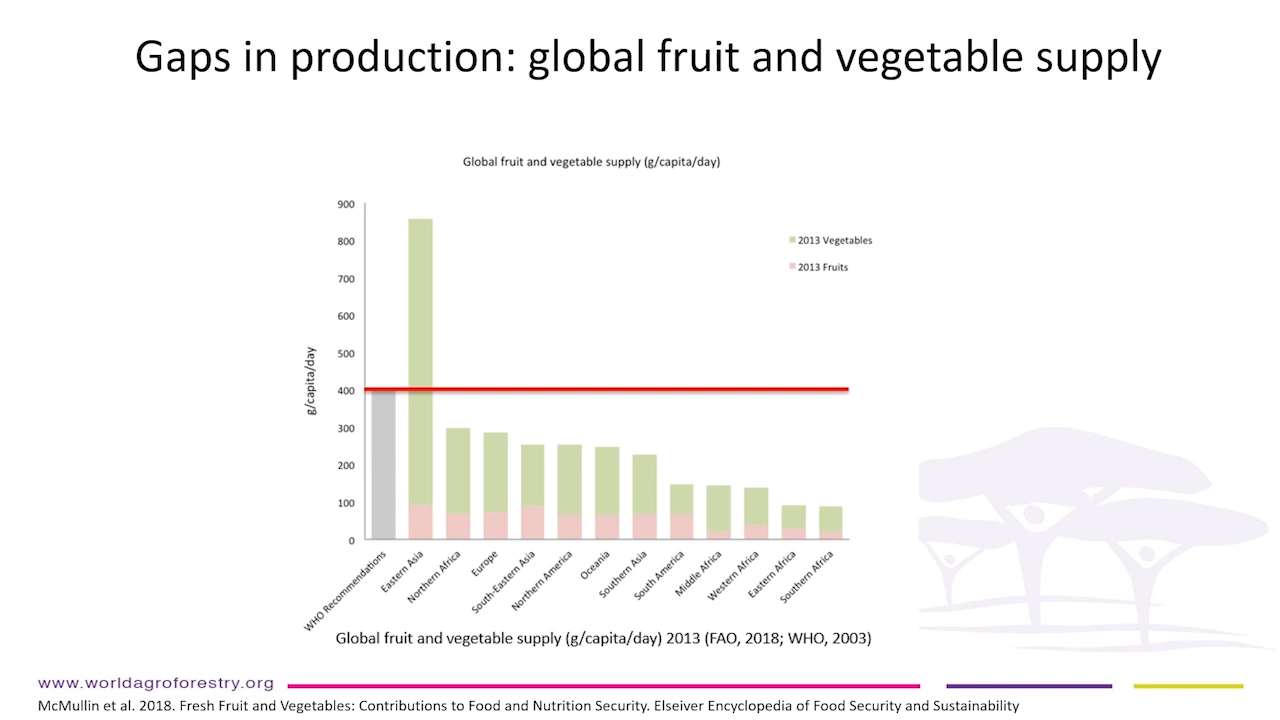 Gaps in production: global fruit and vegetable supply
Global fruit and vegetable supply (g/capita/day)
900
800
700
600
500
400
300
200
100
0
g/capita/day
2013 Vegetables
2013 Fruits
WHO Recommendations
Eastern Asia
Northern Africa
Europe
South-Eastern Asia
Northern America
Oceania
Southern Asia
South America
Middle Africa
Western Africa
Eastern Africa
Southern Africa
Global fruit and vegetable supply (g/capita/day) 2013 (FAO, 2018; WHO, 2003)
www.worldagroforestry.org
McMullin et al. 2018. Fresh Fruit and Vegetables: Contributions to Food and Nutrition Security. Elseiver Encyclopedia of Food Security and Sustainability